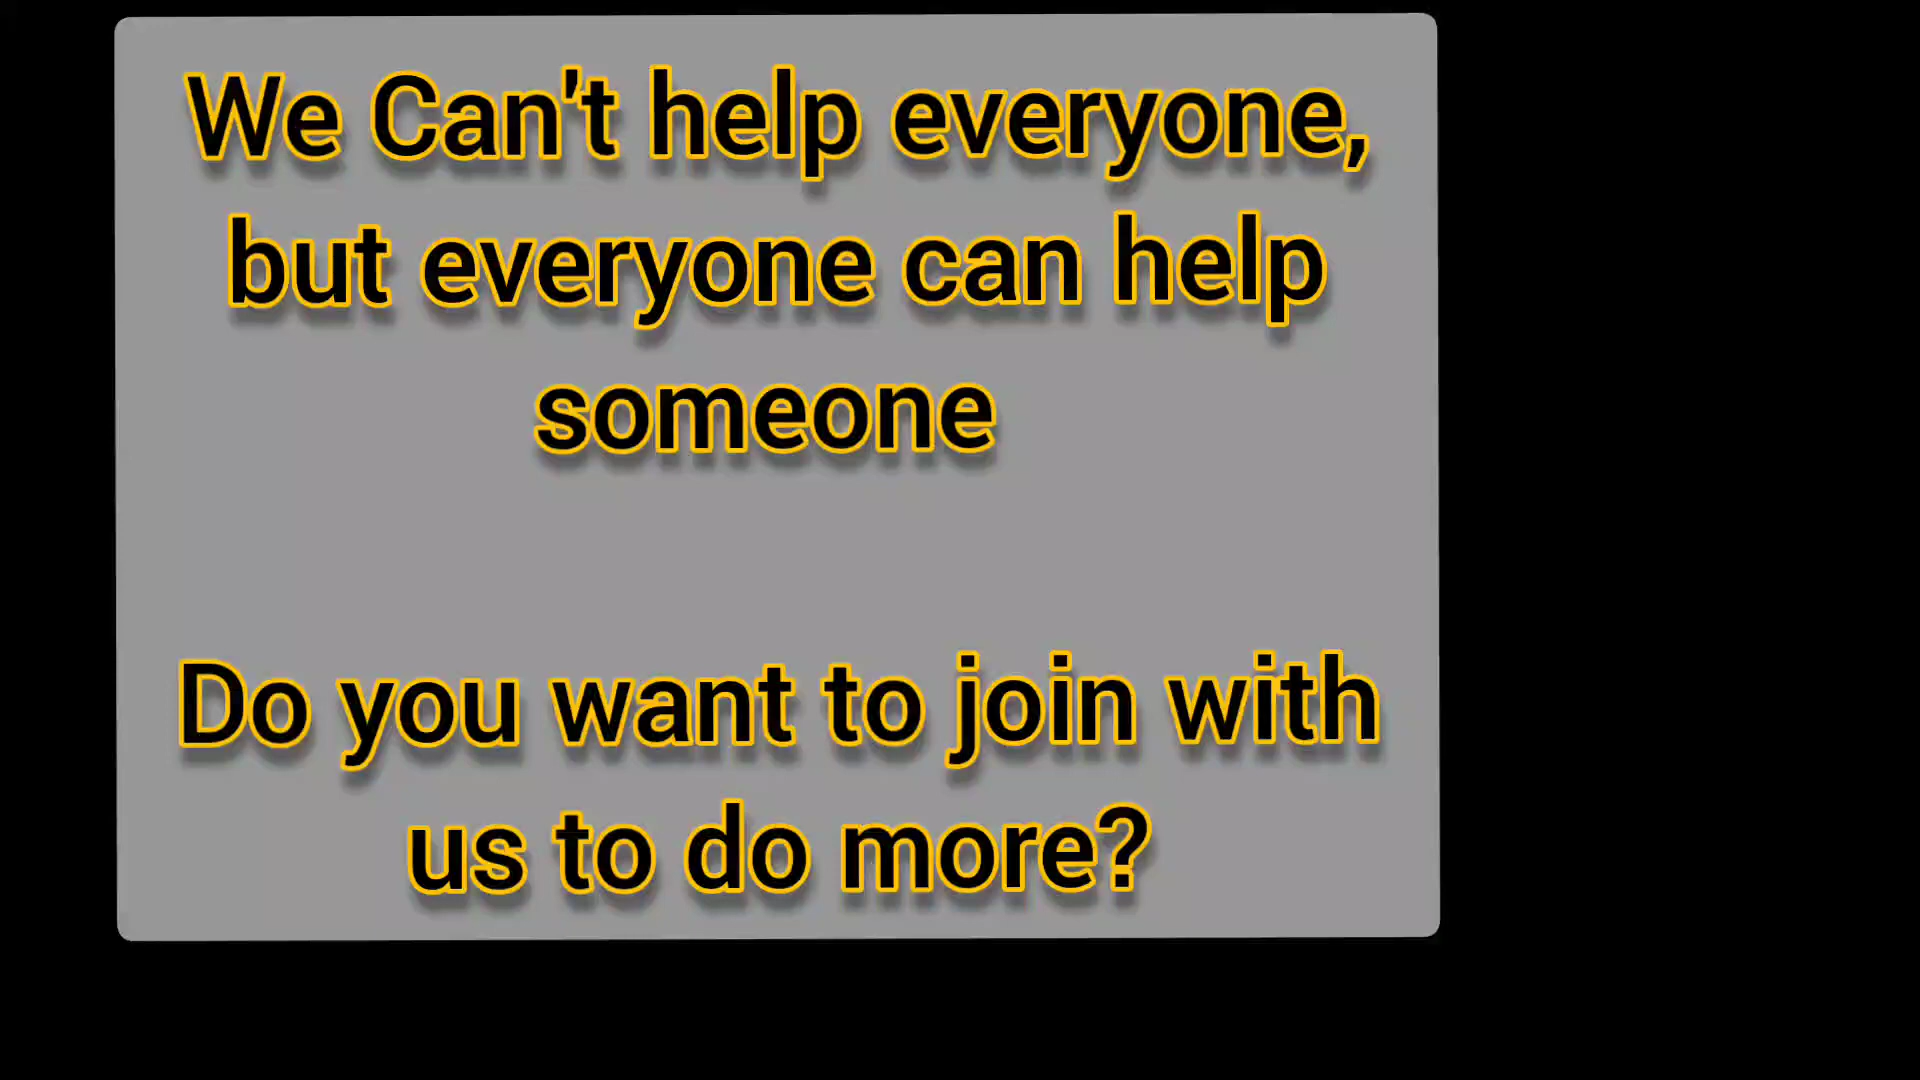 We Can't help everyone,
but everyone can help
someone
Do you want to join with
us to do more?